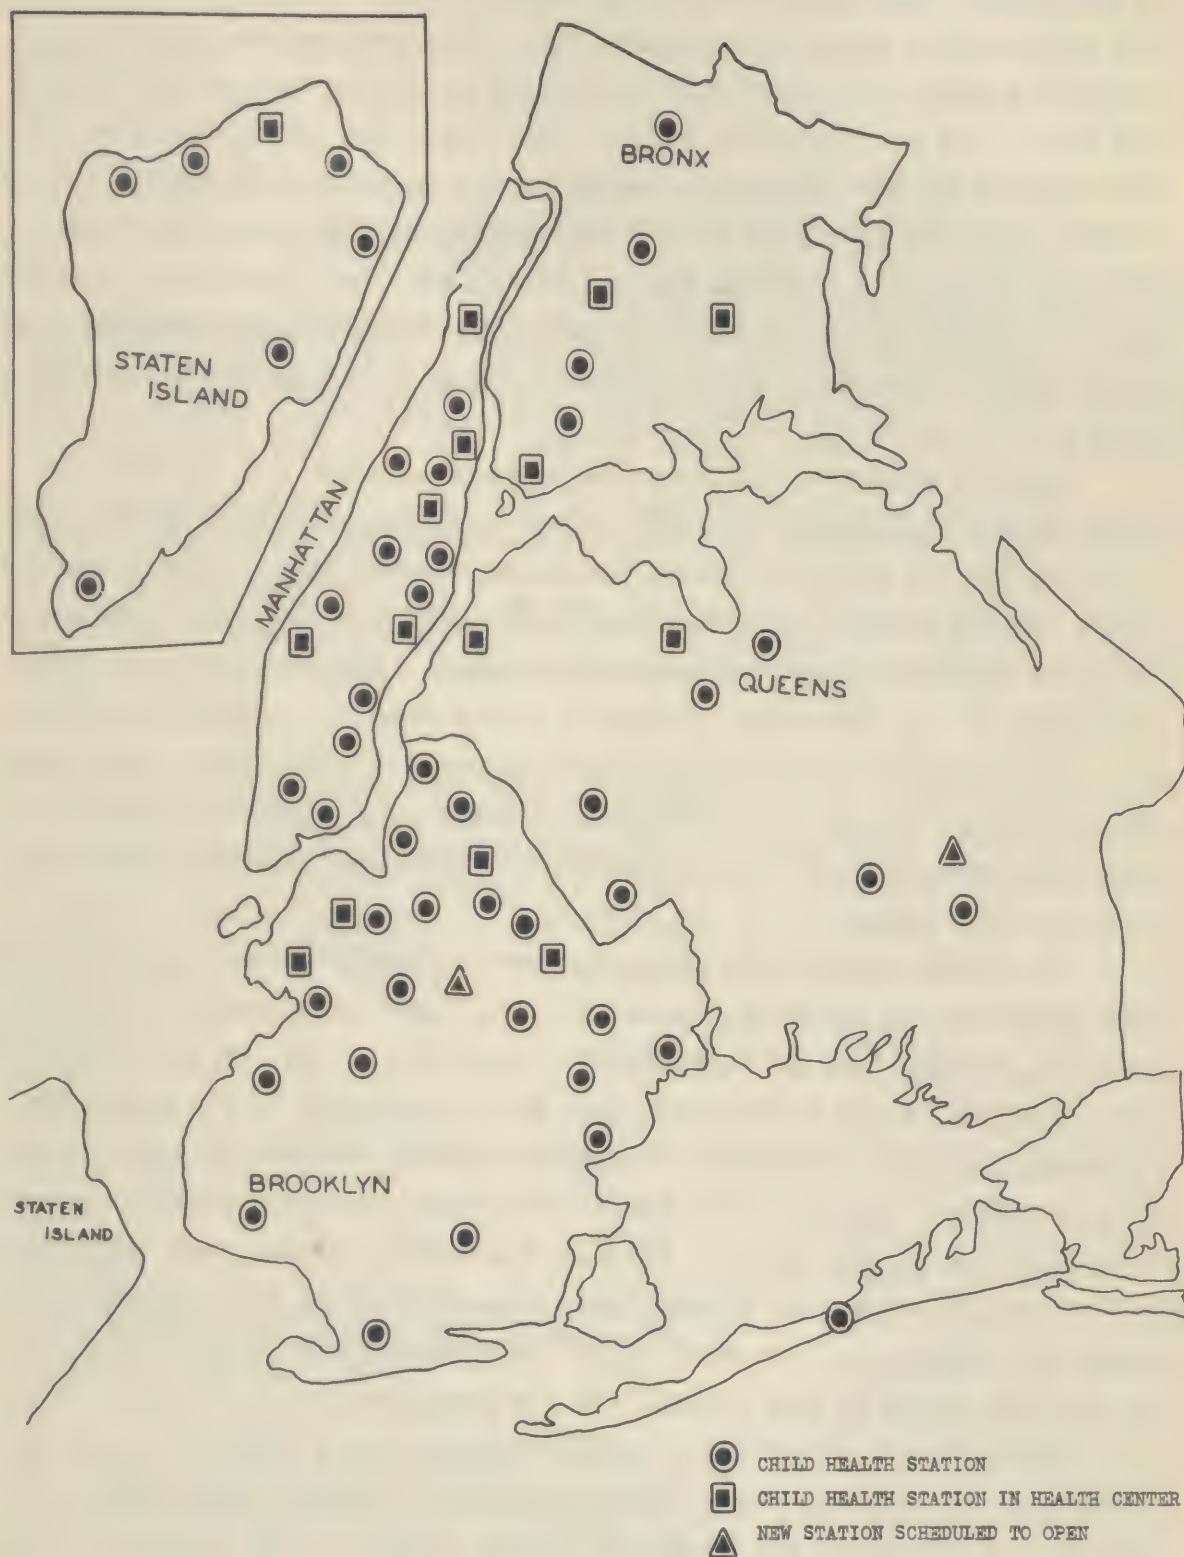 BRONX
STATEN
ISLAND
MANHATTAN
QUEENS
BROOKLYN
STATEN
ISLAND
CHILD HEALTH STATION
CHILD HEALTH STATION IN HEALTH CENTER
NEW STATION SCHEDULED TO OPEN